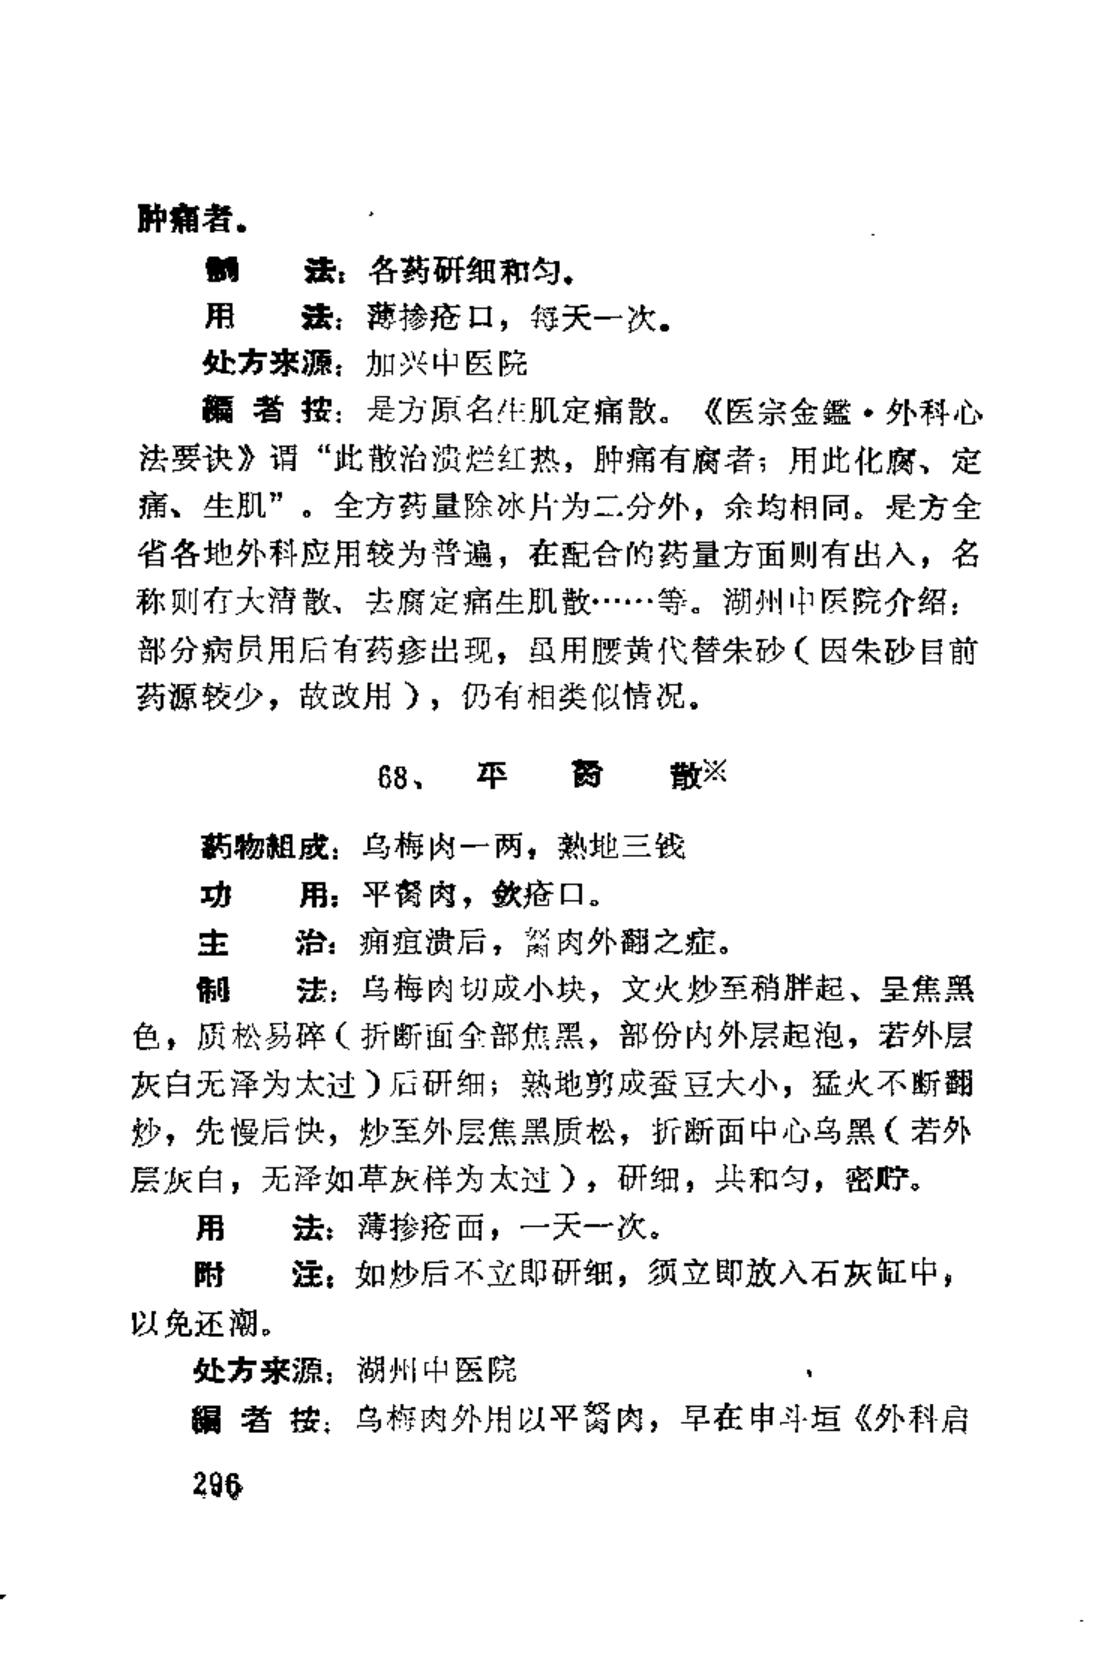 肿痛者。
制　　法：各药研细和匀。
用　　法：薄掺疮口，每天一次。
处方来源：加兴中医院
编 者 按：是方原名生肌定痛散。《医宗金鑑·外科心
法要诀》谓“此散治溃烂红热，肿痛有腐者；用此化腐、定
痛、生肌”。全方药量除冰片为二分外，余均相同。是方全
省各地外科应用较为普遍，在配合的药量方面则有出入，名
称则有大清散、去腐定痛生肌散……等。湖州中医院介绍：
部分病员用后有药疹出现，虽用腰黄代替朱砂（因朱砂目前
药源较少，故改用），仍有相类似情况。
68、　平　胬　散※
药物组成：乌梅肉一两，熟地三钱
功　　用：平胬肉，敛疮口。
主　　治：痈疽溃后，胬肉外翻之症。
制　　法：乌梅肉切成小块，文火炒至稍胖起、呈焦黑
色，质松易碎（折断面全部焦黑，部份内外层起泡，若外层
灰白无泽为太过）后研细；熟地剪成蚕豆大小，猛火不断翻
炒，先慢后快，炒至外层焦黑质松，折断面中心乌黑（若外
层灰白，无泽如草灰样为太过），研细，共和匀，密贮。
用　　法：薄掺疮面，一天一次。
附　　注：如炒后不立即研细，须立即放入石灰缸中，
以免还潮。
处方来源：湖州中医院
编 者 按：乌梅肉外用以平胬肉，早在申斗垣《外科启
296